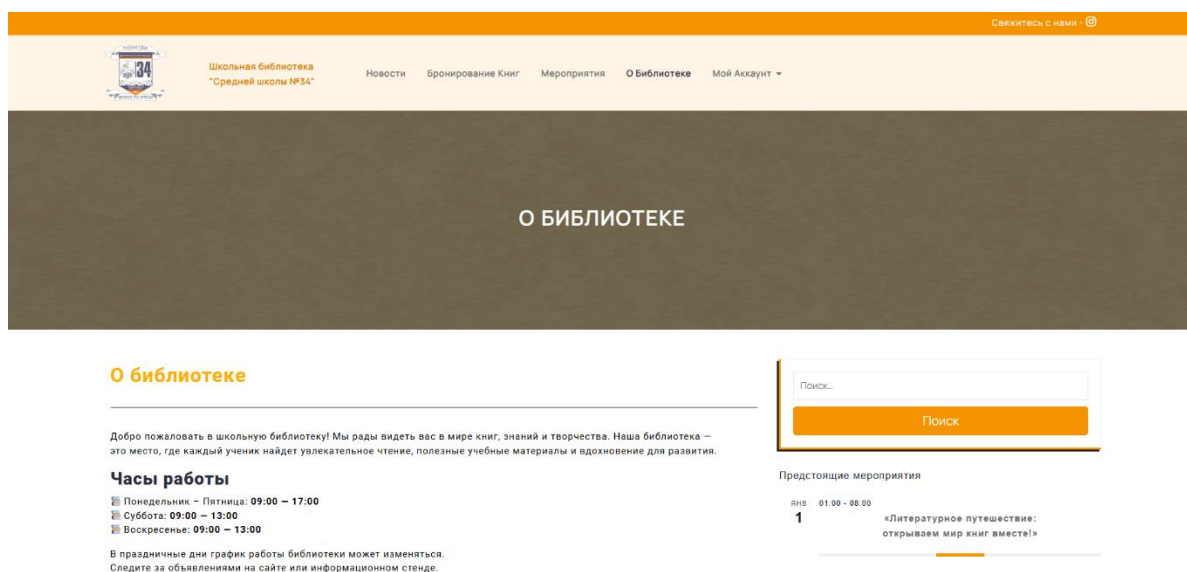 Свяжитесь с нами -
34
Школьная библиотека
"Средней школы №34"
Новости
Бронирование Книг
Мероприятия
О Библиотеке
Мой Аккаунт
О БИБЛИОТЕКЕ
О библиотеке
Добро пожаловать в школьную библиотеку! Мы рады видеть вас в мире книг, знаний и творчества. Наша библиотека —
это место, где каждый ученик найдет увлекательное чтение, полезные учебные материалы и вдохновение для развития.
Часы работы
Понедельник – Пятница: 09:00 – 17:00
Суббота: 09:00 – 13:00
Воскресенье: 09:00 – 13:00
В праздничные дни график работы библиотеки может изменяться.
Следите за объявлениями на сайте или информационном стенде.
Поиск...
Поиск
Предстоящие мероприятия
ЯНВ
1
01:00 - 08:00
«Литературное путешествие:
открываем мир книг вместе!»